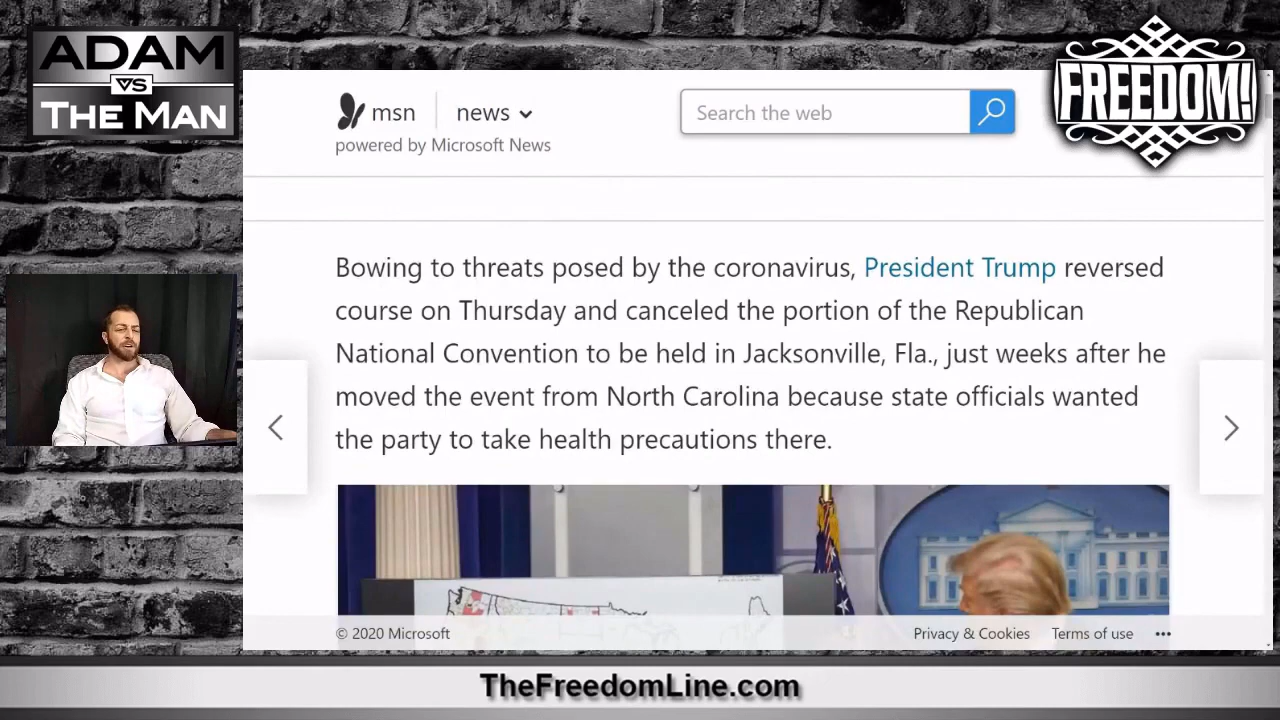 ADAM
VS
THE MAN
FREEDOM!
msn
news
Search the web
powered by Microsoft News
Bowing to threats posed by the coronavirus, President Trump reversed
course on Thursday and canceled the portion of the Republican
National Convention to be held in Jacksonville, Fla., just weeks after he
moved the event from North Carolina because state officials wanted
the party to take health precautions there.
© 2020 Microsoft
Privacy & Cookies
Terms of use
•••
TheFreedomLine.com